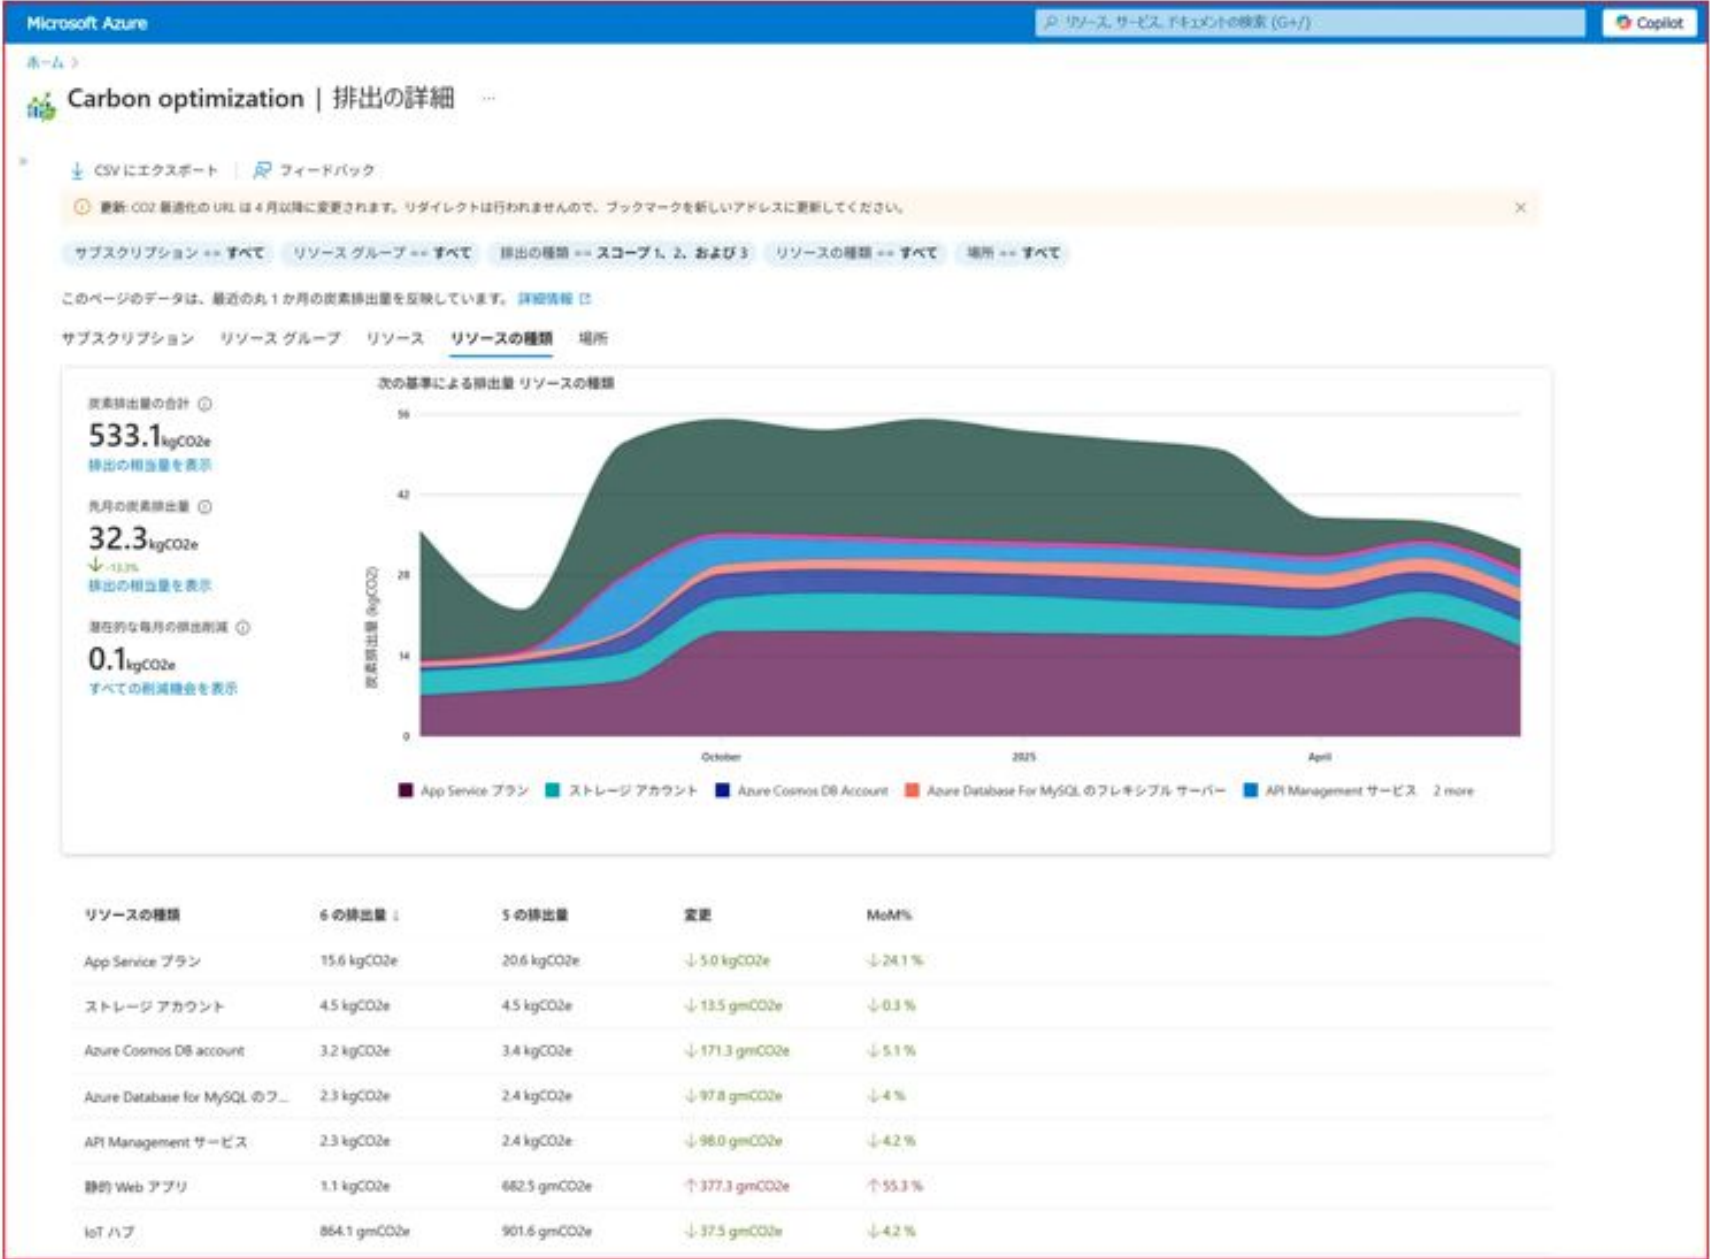 Microsoft Azure
リソース、サービス、ドキュメントの検索 (G+/)
Copilot
ホーム >
Carbon optimization | 排出の詳細 ...
CSV にエクスポート
フィードバック
更新: CO2 最適化の URL は 4 月以降に変更されます。リダイレクトは行われませんので、ブックマークを新しいアドレスに更新してください。
サブスクリプション == すべて
リソース グループ == すべて
排出の種類 == スコープ 1、2、および 3
リソースの種類 == すべて
場所 == すべて
このページのデータは、最近の丸 1 か月の炭素排出量を反映しています。 詳細情報
サブスクリプション リソース グループ リソース リソースの種類 場所
炭素排出量の合計
533.1kgCO2e
排出の相当量を表示
先月の炭素排出量
32.3kgCO2e
排出の相当量を表示
潜在的な毎月の排出削減
0.1kgCO2e
すべての削減機会を表示
次の基準による排出量 リソースの種類
炭素排出量 (kgCO2e)
56
42
28
14
0
October 2025 April
App Service プラン ストレージ アカウント Azure Cosmos DB Account Azure Database For MySQL のフレキシブル サーバー API Management サービス 2 more
リソースの種類 6 の排出量 ↓ 5 の排出量 変更 MoM%
App Service プラン 15.6 kgCO2e 20.6 kgCO2e ↓ 5.0 kgCO2e ↓ 24.1 %
ストレージ アカウント 4.5 kgCO2e 4.5 kgCO2e ↓ 13.5 gmCO2e ↓ 0.3 %
Azure Cosmos DB account 3.2 kgCO2e 3.4 kgCO2e ↓ 171.3 gmCO2e ↓ 5.1 %
Azure Database for MySQL のフ... 2.3 kgCO2e 2.4 kgCO2e ↓ 97.8 gmCO2e ↓ 4 %
API Management サービス 2.3 kgCO2e 2.4 kgCO2e ↓ 98.0 gmCO2e ↓ 4.2 %
静的 Web アプリ 1.1 kgCO2e 682.5 gmCO2e ↑ 377.3 gmCO2e ↑ 55.3 %
IoT ハブ 864.1 gmCO2e 901.6 gmCO2e ↓ 37.5 gmCO2e ↓ 4.2 %